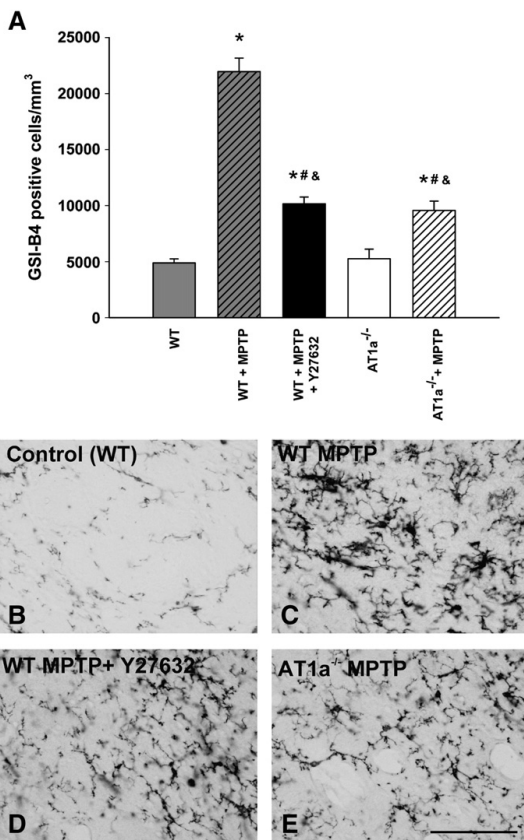 A
GSI-B4 positive cells/mm³
25000
20000
15000
10000
5000
0
*
*#&
*#&
WT
WT + MPTP
WT + MPTP
+ Y27632
AT1a⁻/⁻
AT1a⁻/⁻+ MPTP
Control (WT)
B
WT MPTP
C
WT MPTP+ Y27632
D
AT1a⁻/⁻ MPTP
E